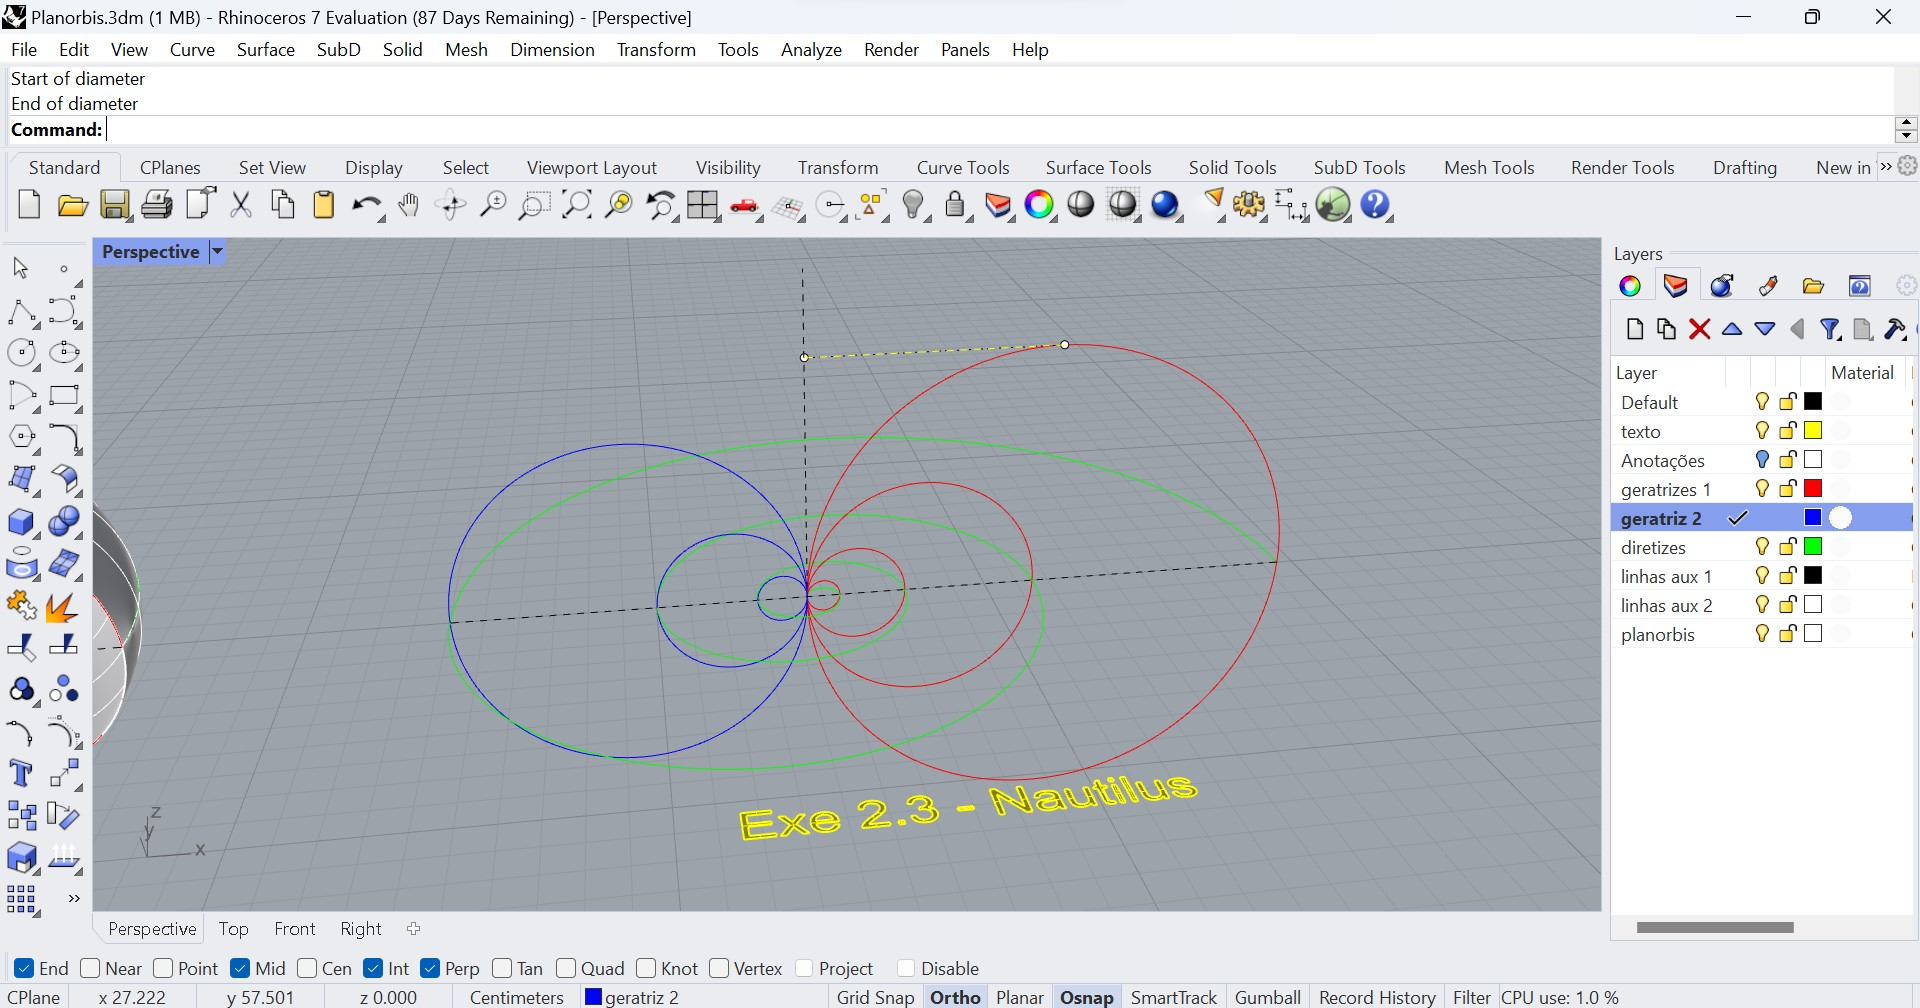 Planorbis.3dm (1 MB) - Rhinoceros 7 Evaluation (87 Days Remaining) - [Perspective]
File Edit View Curve Surface SubD Solid Mesh Dimension Transform Tools Analyze Render Panels Help
Start of diameter
End of diameter
Command:
Standard CPlanes Set View Display Select Viewport Layout Visibility Transform Curve Tools Surface Tools Solid Tools SubD Tools Mesh Tools Render Tools Drafting New in »
Perspective
Layers
Layer Material
Default
texto
Anotações
geratrizes 1
geratriz 2
diretizes
linhas aux 1
linhas aux 2
planorbis
Exe 2.3 - Nautilus
z
y
x
»
Perspective Top Front Right
End Near Point Mid Cen Int Perp Tan Quad Knot Vertex Project Disable
CPlane x 27.222 y 57.501 z 0.000 Centimeters geratriz 2 Grid Snap Ortho Planar Osnap SmartTrack Gumball Record History Filter CPU use: 1.0 %